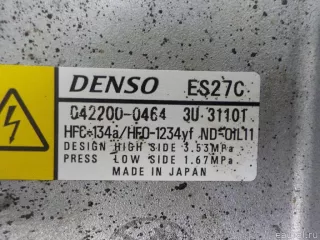 DENSO ES27C
042200-0464 3U 3110T
HFC-134a/HFO-1234yf ND-OIL11
DESIGN HIGH SIDE 3.53MPa
PRESS LOW SIDE 1.67MPa
MADE IN JAPAN